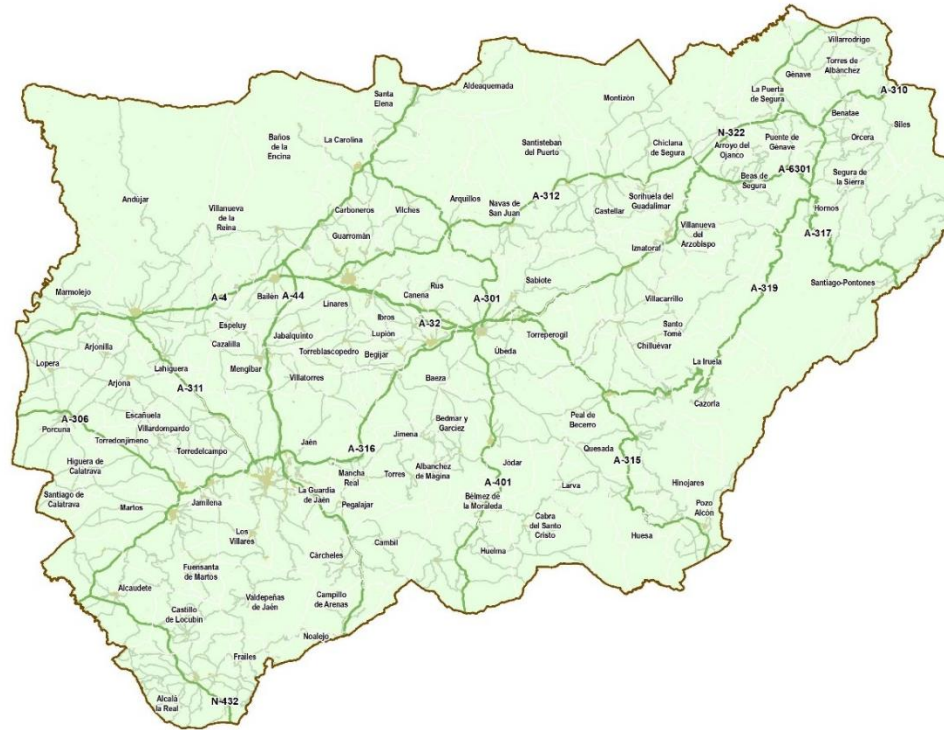 Villarrodrigo
Torres de
Albánchez
Génave
A-310
La Puerta
de Segura
Benatae
Siles
Orcera
Santa
Elena
Aldeaquemada
Montizón
La Carolina
Baños
de la
Encina
Santisteban
del Puerto
Chiclana
de Segura
N-322
Arroyo del
Ojanco
Puente de
Génave
Beas de
Segura
A-6301
Segura de
la Sierra
Andújar
Villanueva
de la
Reina
Carboneros
Vilches
Arquillos
Navas de
San Juan
A-312
Castellar
Sorihuela del
Guadalimar
Hornos
Guarromán
Iznatoraf
Villanueva
del
Arzobispo
A-317
Santiago-Pontones
Marmolejo
A-4
Bailén
A-44
Linares
Canena
Rus
Sabiote
A-301
Villacarrillo
A-319
Espeluy
Cazalilla
Jabalquinto
Ibros
Lupión
A-32
Torreperogil
Santo
Tomé
Chilluévar
Arjonilla
Torreblascopedro
Begíjar
Úbeda
Lopera
Lahiguera
Mengíbar
Villatorres
Baeza
La Iruela
Arjona
A-311
Cazorla
A-306
Porcuna
Escañuela
Villardompardo
Torredonjimeno
Torredelcampo
Jaén
A-316
Jimena
Bedmar y
Garcíez
Peal de
Becerro
Quesada
A-315
Higuera de
Calatrava
Mancha
Real
Torres
Albanchez
de Mágina
Jódar
A-401
Larva
Hinojares
Santiago de
Calatrava
Martos
Jamilena
La Guardia
de Jaén
Pegalajar
Bélmez de
la Moraleda
Pozo
Alcón
Los
Villares
Cambil
Cabra
del Santo
Cristo
Huesa
Fuensanta
de Martos
Cárcheles
Huelma
Alcaudete
Castillo
de Locubín
Valdepeñas
de Jaén
Campillo
de Arenas
Noalejo
Frailes
Alcalá
la Real
N-432